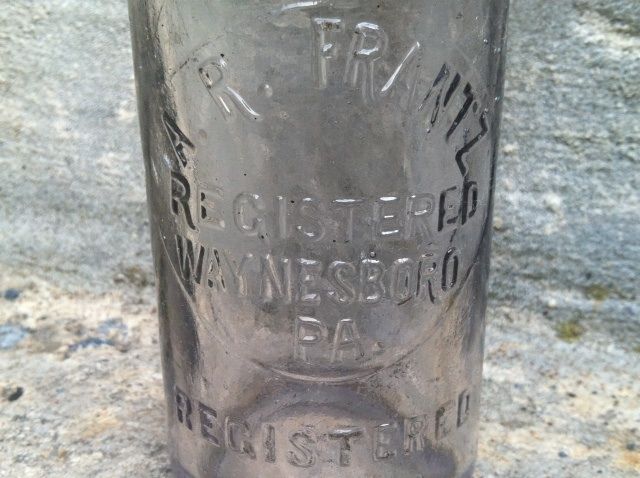 R. FRANTZ
REGISTERED
WAYNESBORO
PA.
REGISTERED